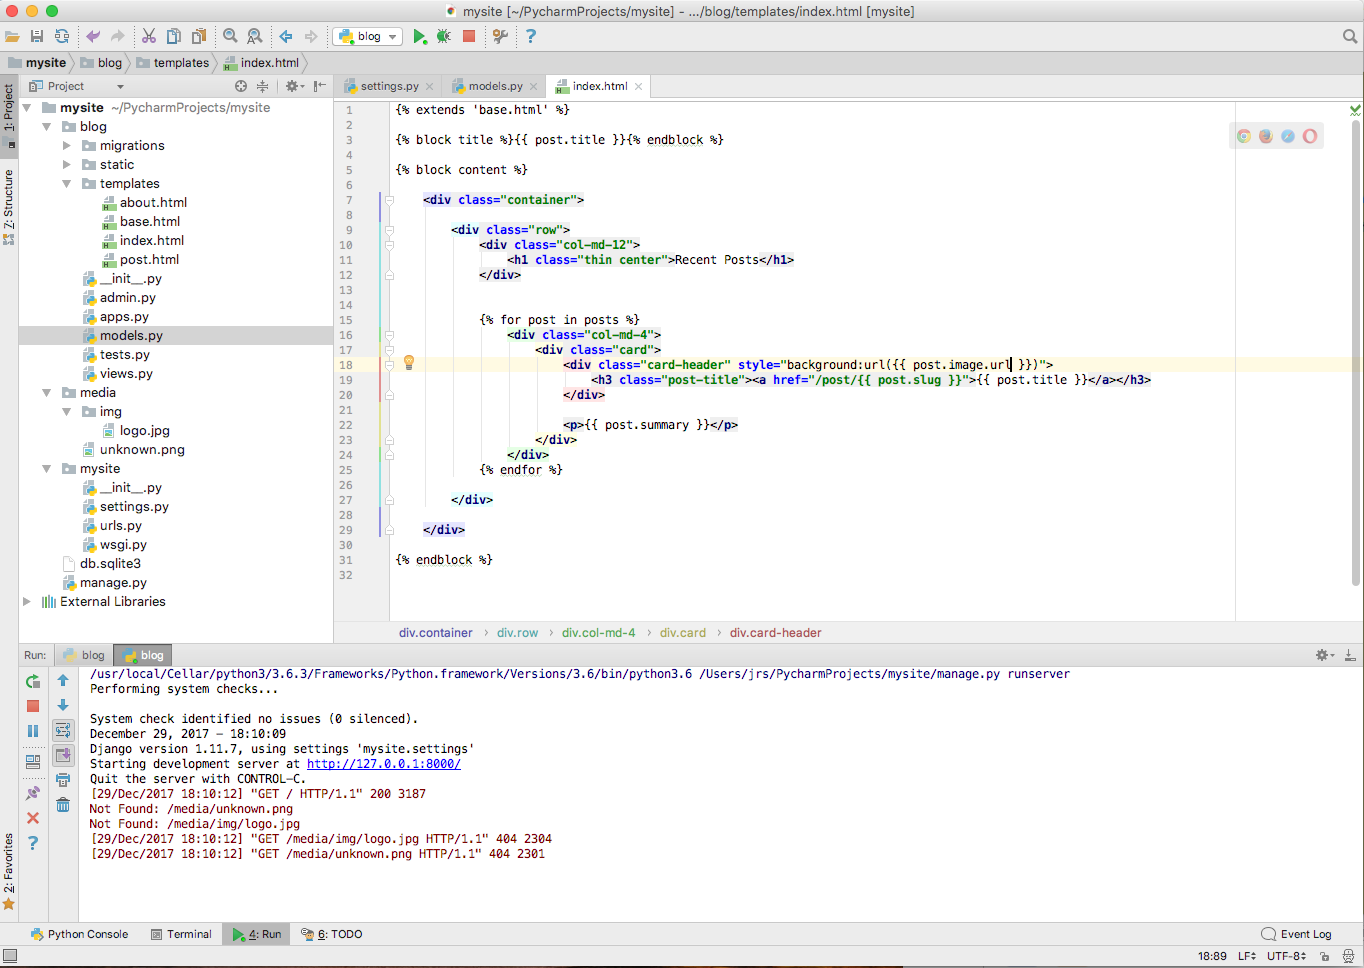 mysite [~/PycharmProjects/mysite] - .../blog/templates/index.html [mysite]
blog
mysite blog templates index.html
Project
settings.py models.py index.html
1: Project
7: Structure
2: Favorites
mysite ~/PycharmProjects/mysite
blog
migrations
static
templates
about.html
base.html
index.html
post.html
__init__.py
admin.py
apps.py
models.py
tests.py
views.py
media
img
logo.jpg
unknown.png
mysite
__init__.py
settings.py
urls.py
wsgi.py
db.sqlite3
manage.py
External Libraries
1 {% extends 'base.html' %}
2
3 {% block title %}{{ post.title }}{% endblock %}
4
5 {% block content %}
6
7 <div class="container">
8
9 <div class="row">
10 <div class="col-md-12">
11 <h1 class="thin center">Recent Posts</h1>
12 </div>
13
14
15 {% for post in posts %}
16 <div class="col-md-4">
17 <div class="card">
18 <div class="card-header" style="background:url({{ post.image.url }})">
19 <h3 class="post-title"><a href="/post/{{ post.slug }}">{{ post.title }}</a></h3>
20 </div>
21
22 <p>{{ post.summary }}</p>
23 </div>
24 </div>
25 {% endfor %}
26
27 </div>
28
29 </div>
30
31 {% endblock %}
32
div.container › div.row › div.col-md-4 › div.card › div.card-header
Run: blog blog
/usr/local/Cellar/python3/3.6.3/Frameworks/Python.framework/Versions/3.6/bin/python3.6 /Users/jrs/PycharmProjects/mysite/manage.py runserver
Performing system checks...
System check identified no issues (0 silenced).
December 29, 2017 - 18:10:09
Django version 1.11.7, using settings 'mysite.settings'
Starting development server at http://127.0.0.1:8000/
Quit the server with CONTROL-C.
[29/Dec/2017 18:10:12] "GET / HTTP/1.1" 200 3187
Not Found: /media/unknown.png
Not Found: /media/img/logo.jpg
[29/Dec/2017 18:10:12] "GET /media/img/logo.jpg HTTP/1.1" 404 2304
[29/Dec/2017 18:10:12] "GET /media/unknown.png HTTP/1.1" 404 2301
Python Console Terminal 4: Run 6: TODO Event Log
18:89 LF UTF-8